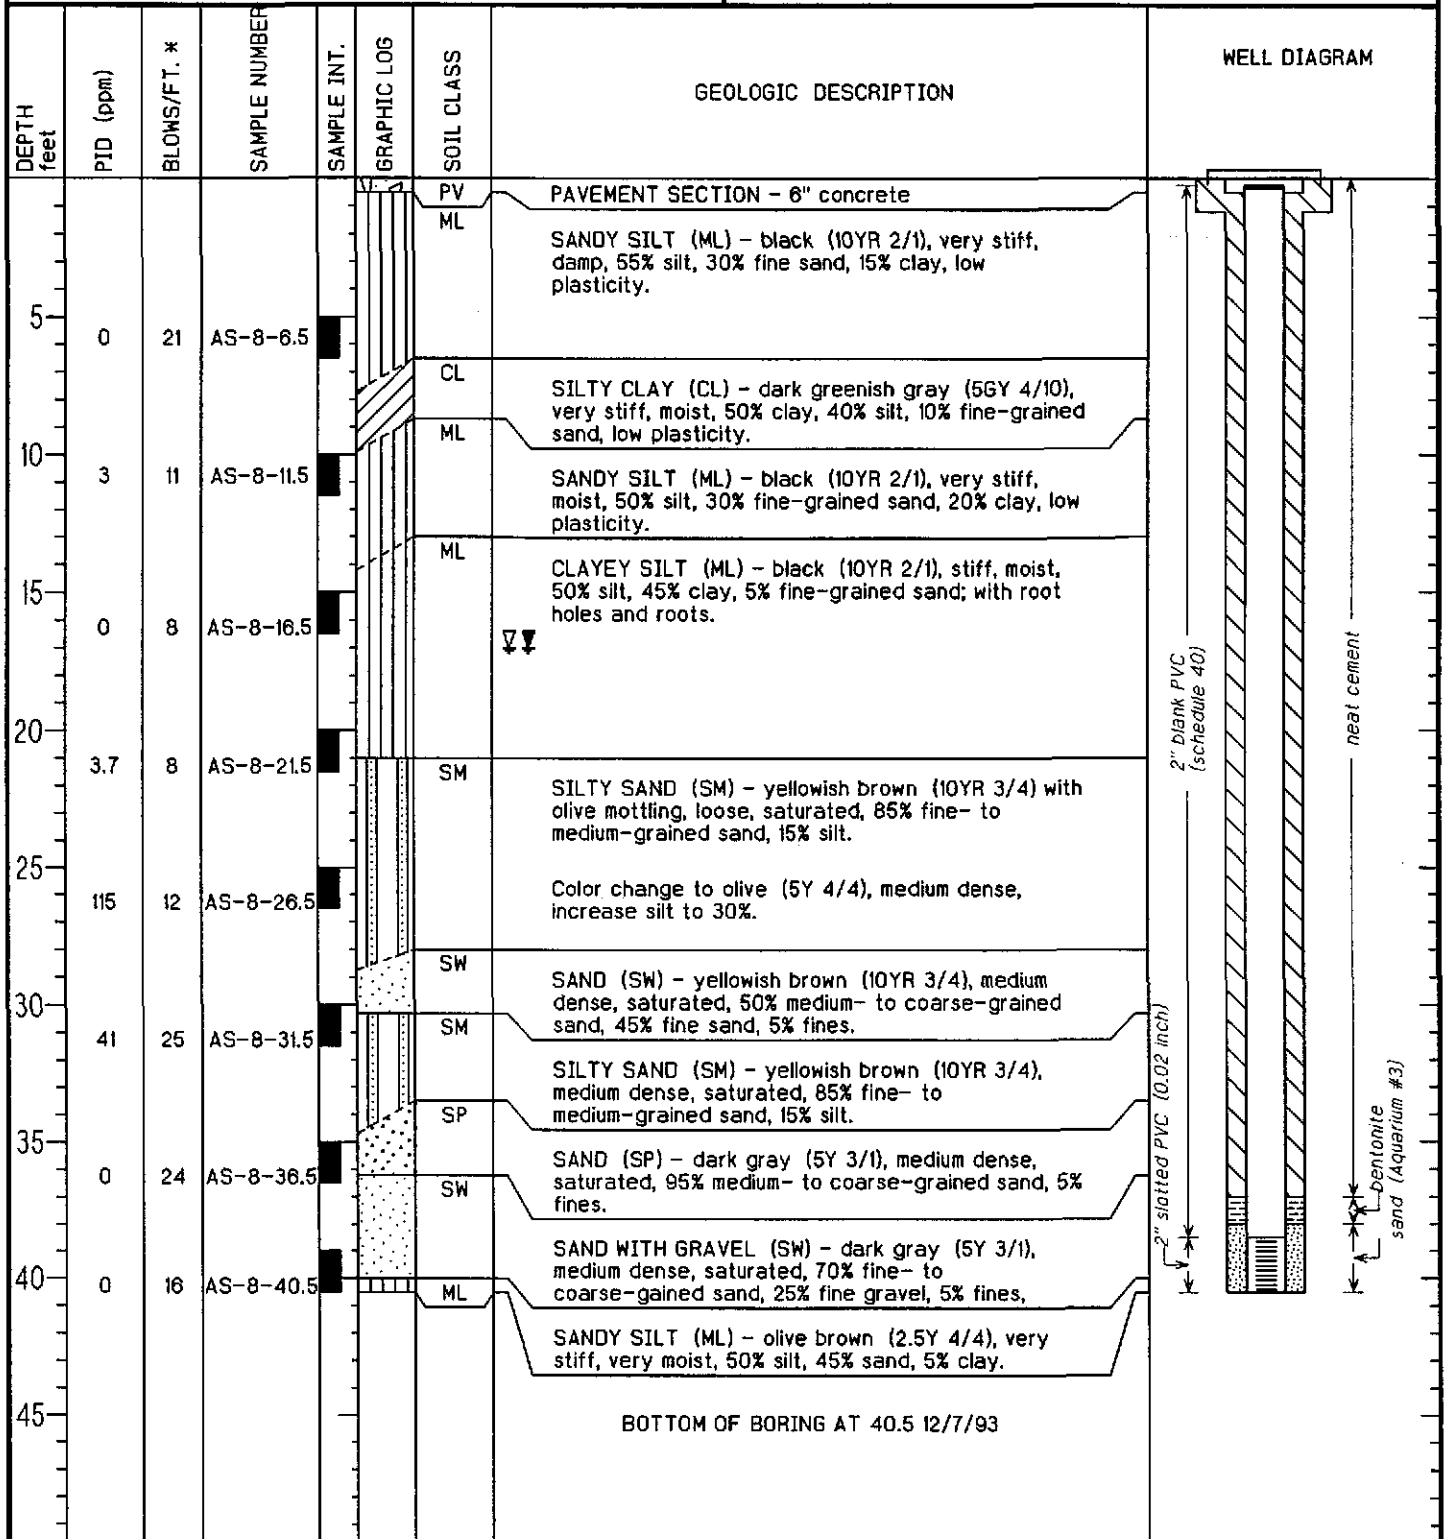 DEPTH
feet
PID (ppm)
BLOWS/FT. *
SAMPLE NUMBER
SAMPLE INT.
GRAPHIC LOG
SOIL CLASS
GEOLOGIC DESCRIPTION
WELL DIAGRAM
PV
PAVEMENT SECTION - 6" concrete
ML
SANDY SILT (ML) - black (10YR 2/1), very stiff,
damp, 55% silt, 30% fine sand, 15% clay, low
plasticity.
5
0 21 AS-8-6.5
CL
SILTY CLAY (CL) - dark greenish gray (5GY 4/10),
very stiff, moist, 50% clay, 40% silt, 10% fine-grained
sand, low plasticity.
ML
10
3 11 AS-8-11.5
SANDY SILT (ML) - black (10YR 2/1), very stiff,
moist, 50% silt, 30% fine-grained sand, 20% clay, low
plasticity.
ML
CLAYEY SILT (ML) - black (10YR 2/1), stiff, moist,
50% silt, 45% clay, 5% fine-grained sand; with root
holes and roots.
15
0 8 AS-8-16.5
20
3.7 8 AS-8-21.5
SM
SILTY SAND (SM) - yellowish brown (10YR 3/4) with
olive mottling, loose, saturated, 85% fine- to
medium-grained sand, 15% silt.
25
115 12 AS-8-26.5
Color change to olive (5Y 4/4), medium dense,
increase silt to 30%.
SW
SAND (SW) - yellowish brown (10YR 3/4), medium
dense, saturated, 50% medium- to coarse-grained
sand, 45% fine sand, 5% fines.
30
SM
41 25 AS-8-31.5
SILTY SAND (SM) - yellowish brown (10YR 3/4),
medium dense, saturated, 85% fine- to
medium-grained sand, 15% silt.
SP
35
0 24 AS-8-36.5
SAND (SP) - dark gray (5Y 3/1), medium dense,
saturated, 95% medium- to coarse-grained sand, 5%
fines.
SW
SAND WITH GRAVEL (SW) - dark gray (5Y 3/1),
medium dense, saturated, 70% fine- to
coarse-gained sand, 25% fine gravel, 5% fines,
40
0 16 AS-8-40.5
ML
SANDY SILT (ML) - olive brown (2.5Y 4/4), very
stiff, very moist, 50% silt, 45% sand, 5% clay.
45
BOTTOM OF BORING AT 40.5 12/7/93
2" blank PVC
(schedule 40)
2" slotted PVC (0.02 inch)
neat cement
bentonite
sand (Aquarium #3)